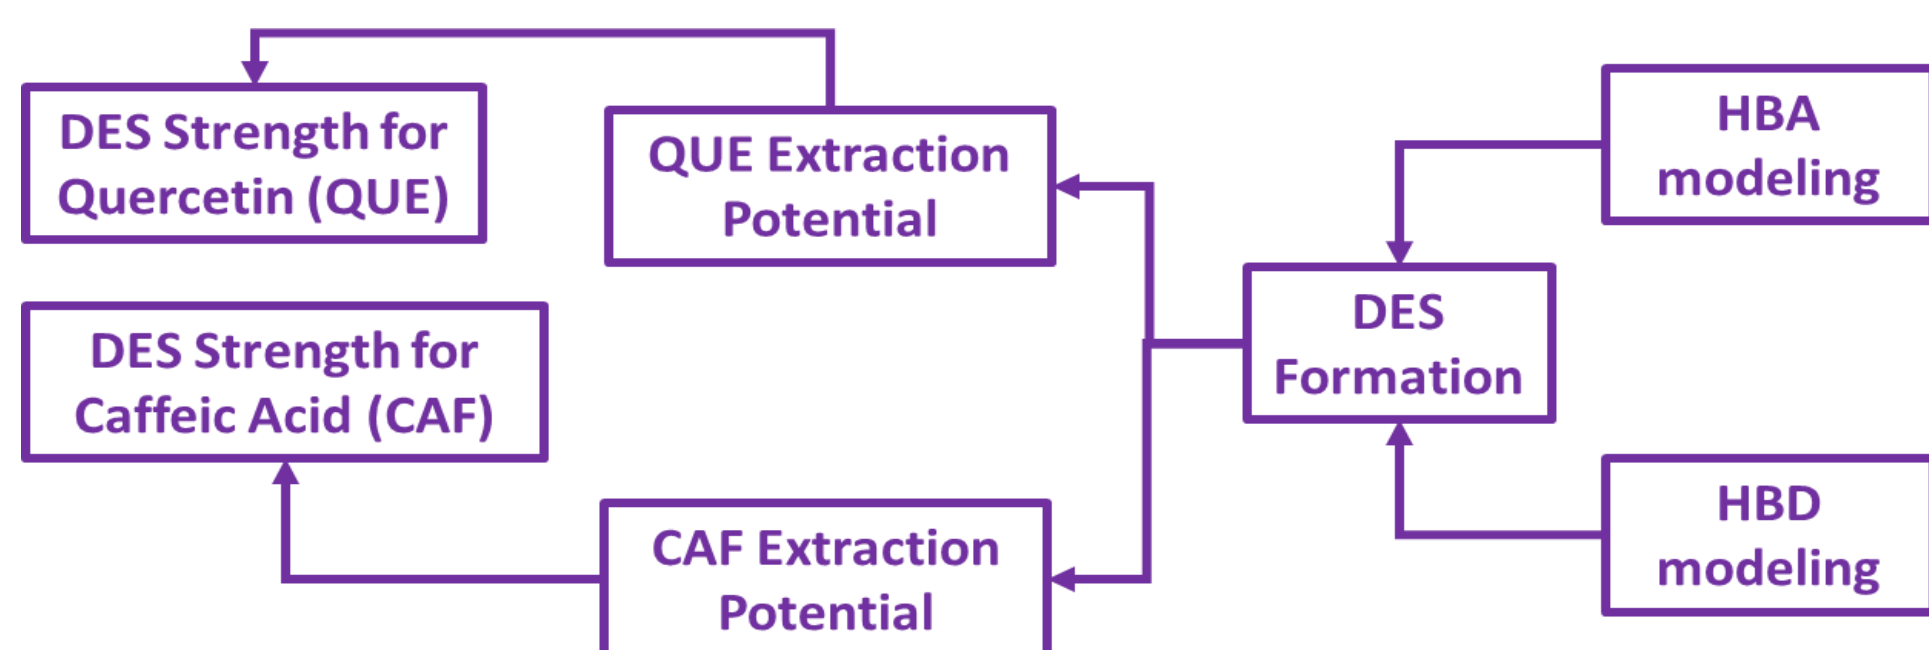 DES Strength for
Quercetin (QUE)
QUE Extraction
Potential
HBA
modeling
DES Strength for
Caffeic Acid (CAF)
DES
Formation
CAF Extraction
Potential
HBD
modeling